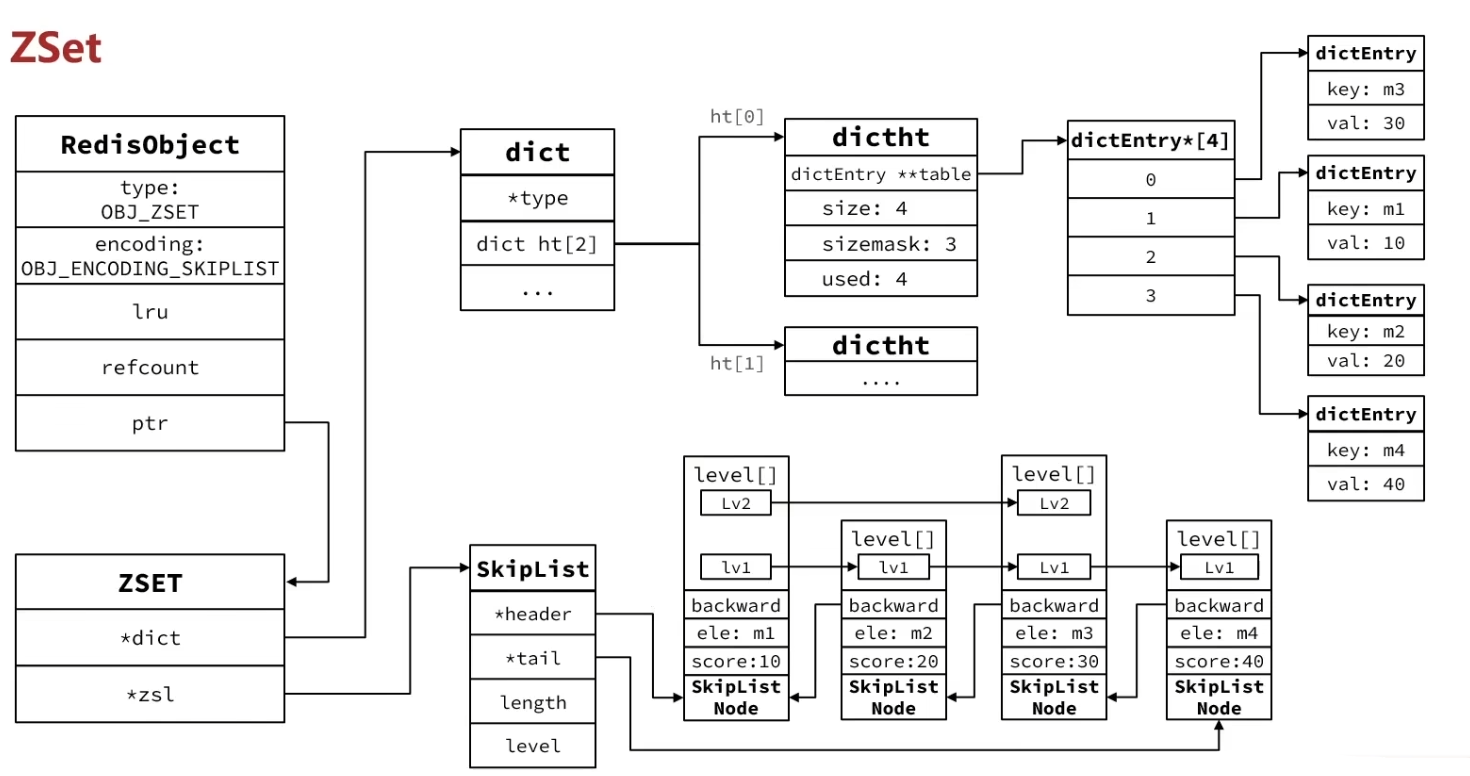 ZSet
RedisObject
type:
OBJ_ZSET
encoding:
OBJ_ENCODING_SKIPLIST
lru
refcount
ptr
ZSET
*dict
*zsl
dict
*type
dict ht[2]
...
ht[0]
dictht
dictEntry **table
size: 4
sizemask: 3
used: 4
ht[1]
dictht
....
dictEntry*[4]
0
1
2
3
dictEntry
key: m3
val: 30
dictEntry
key: m1
val: 10
dictEntry
key: m2
val: 20
dictEntry
key: m4
val: 40
SkipList
*header
*tail
length
level
level[]
Lv2
lv1
backward
ele: m1
score:10
SkipList
Node
level[]
lv1
backward
ele: m2
score:20
SkipList
Node
level[]
Lv2
Lv1
backward
ele: m3
score:30
SkipList
Node
level[]
Lv1
backward
ele: m4
score:40
SkipList
Node